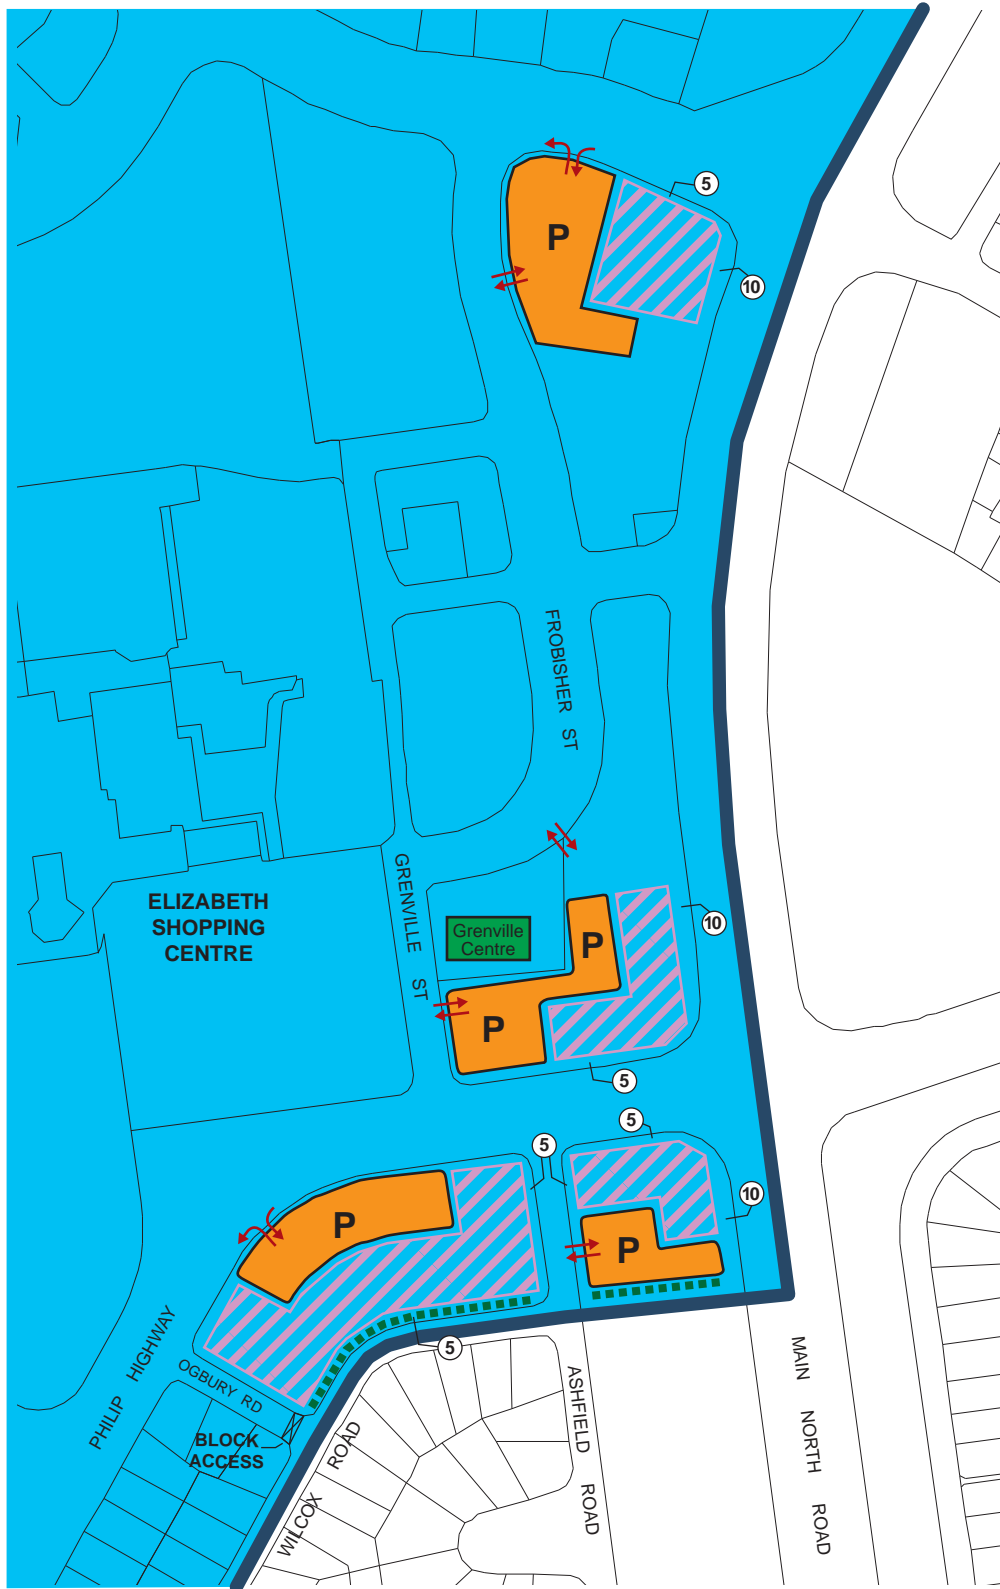 5
P
10
FROBISHER ST
GRENVILLE ST
ELIZABETH
SHOPPING
CENTRE
Grenville
Centre
P
10
P
5
5
5
10
P
P
5
PHILIP HIGHWAY
OGBURY RD
BLOCK
ACCESS
WILCOX ROAD
ASHFIELD ROAD
MAIN NORTH ROAD